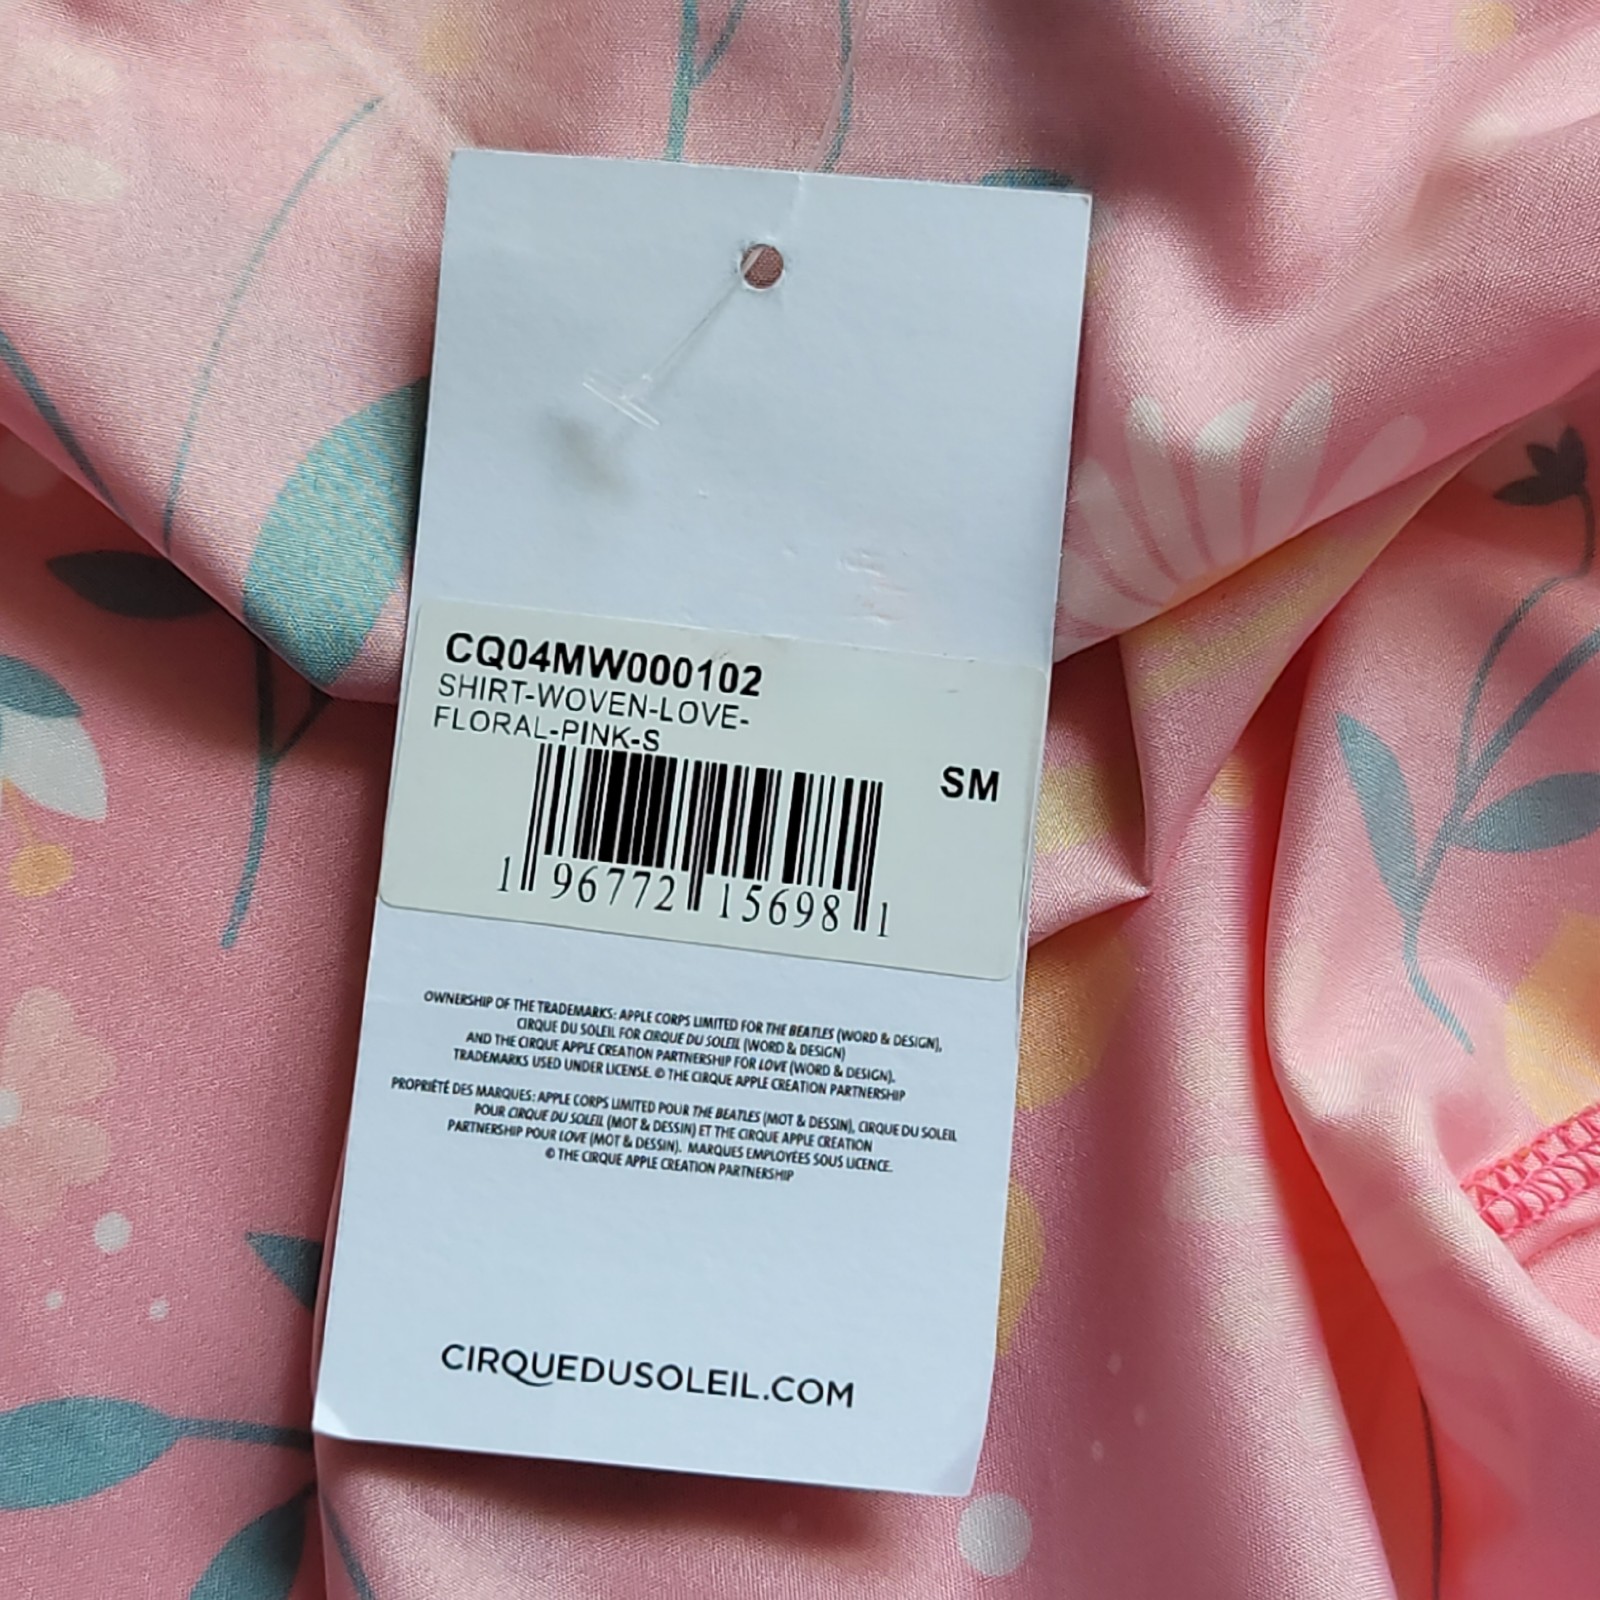 CQ04MW000102
SHIRT-WOVEN-LOVE-
FLORAL-PINK-S
SM
1 96772 15698 1
OWNERSHIP OF THE TRADEMARKS: APPLE CORPS LIMITED FOR THE BEATLES (WORD & DESIGN),
CIRQUE DU SOLEIL FOR CIRQUE DU SOLEIL (WORD & DESIGN)
AND THE CIRQUE APPLE CREATION PARTNERSHIP FOR LOVE (WORD & DESIGN).
TRADEMARKS USED UNDER LICENSE. © THE CIRQUE APPLE CREATION PARTNERSHIP
PROPRIÉTÉ DES MARQUES: APPLE CORPS LIMITED POUR THE BEATLES (MOT & DESSIN), CIRQUE DU SOLEIL
POUR CIRQUE DU SOLEIL (MOT & DESSIN) ET THE CIRQUE APPLE CREATION
PARTNERSHIP POUR LOVE (MOT & DESSIN). MARQUES EMPLOYÉES SOUS LICENCE.
© THE CIRQUE APPLE CREATION PARTNERSHIP
CIRQUEDUSOLEIL.COM